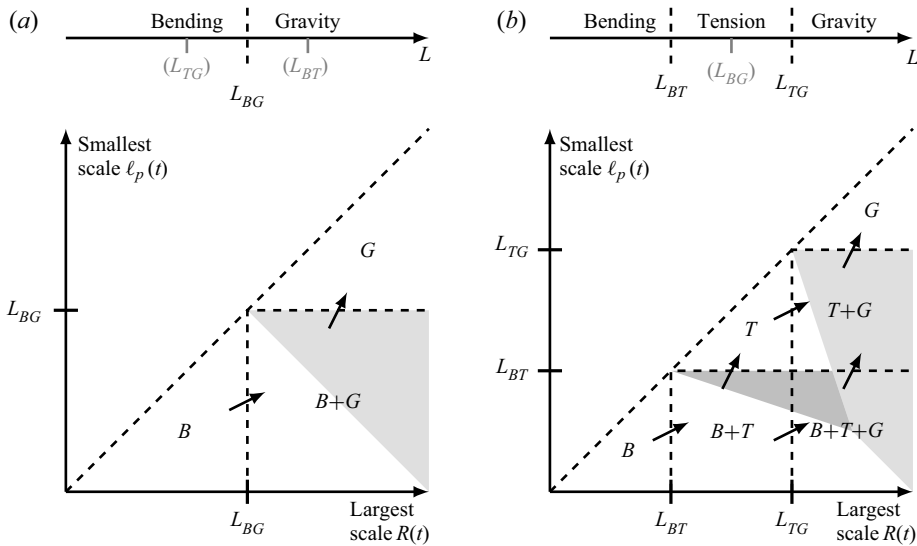 (a)
Bending
Gravity
(L_TG)
(L_BT)
L
L_BG
Smallest
scale ℓ_p(t)
G
L_BG
B+G
B
L_BG
Largest
scale R(t)
(b)
Bending
Tension
Gravity
L_BT
(L_BG)
L_TG
L
Smallest
scale ℓ_p(t)
G
L_TG
T
T+G
L_BT
B
B+T
B+T+G
L_BT
L_TG
Largest
scale R(t)